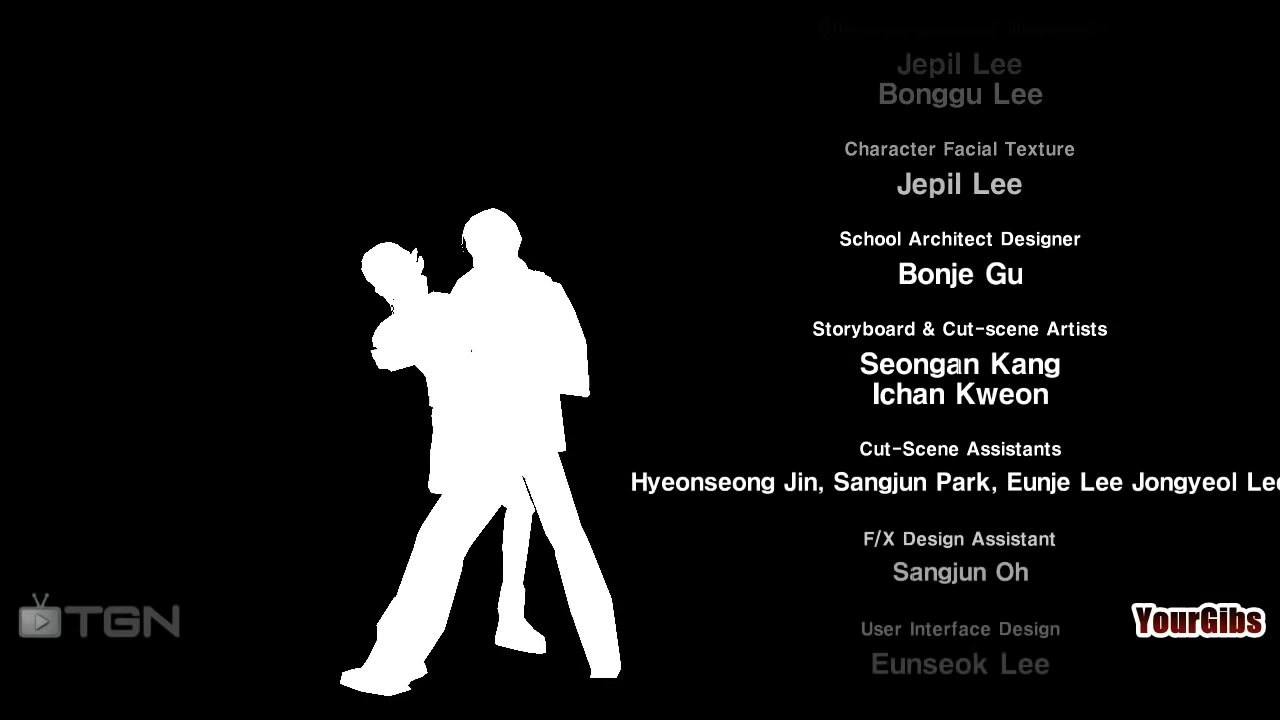 Jepil Lee
Bonggu Lee
Character Facial Texture
Jepil Lee
School Architect Designer
Bonje Gu
Storyboard & Cut-scene Artists
Seongan Kang
Ichan Kweon
Cut-Scene Assistants
Hyeonseong Jin, Sangjun Park, Eunje Lee Jongyeol Lee
F/X Design Assistant
Sangjun Oh
User Interface Design
Eunseok Lee
TGN
YourGibs